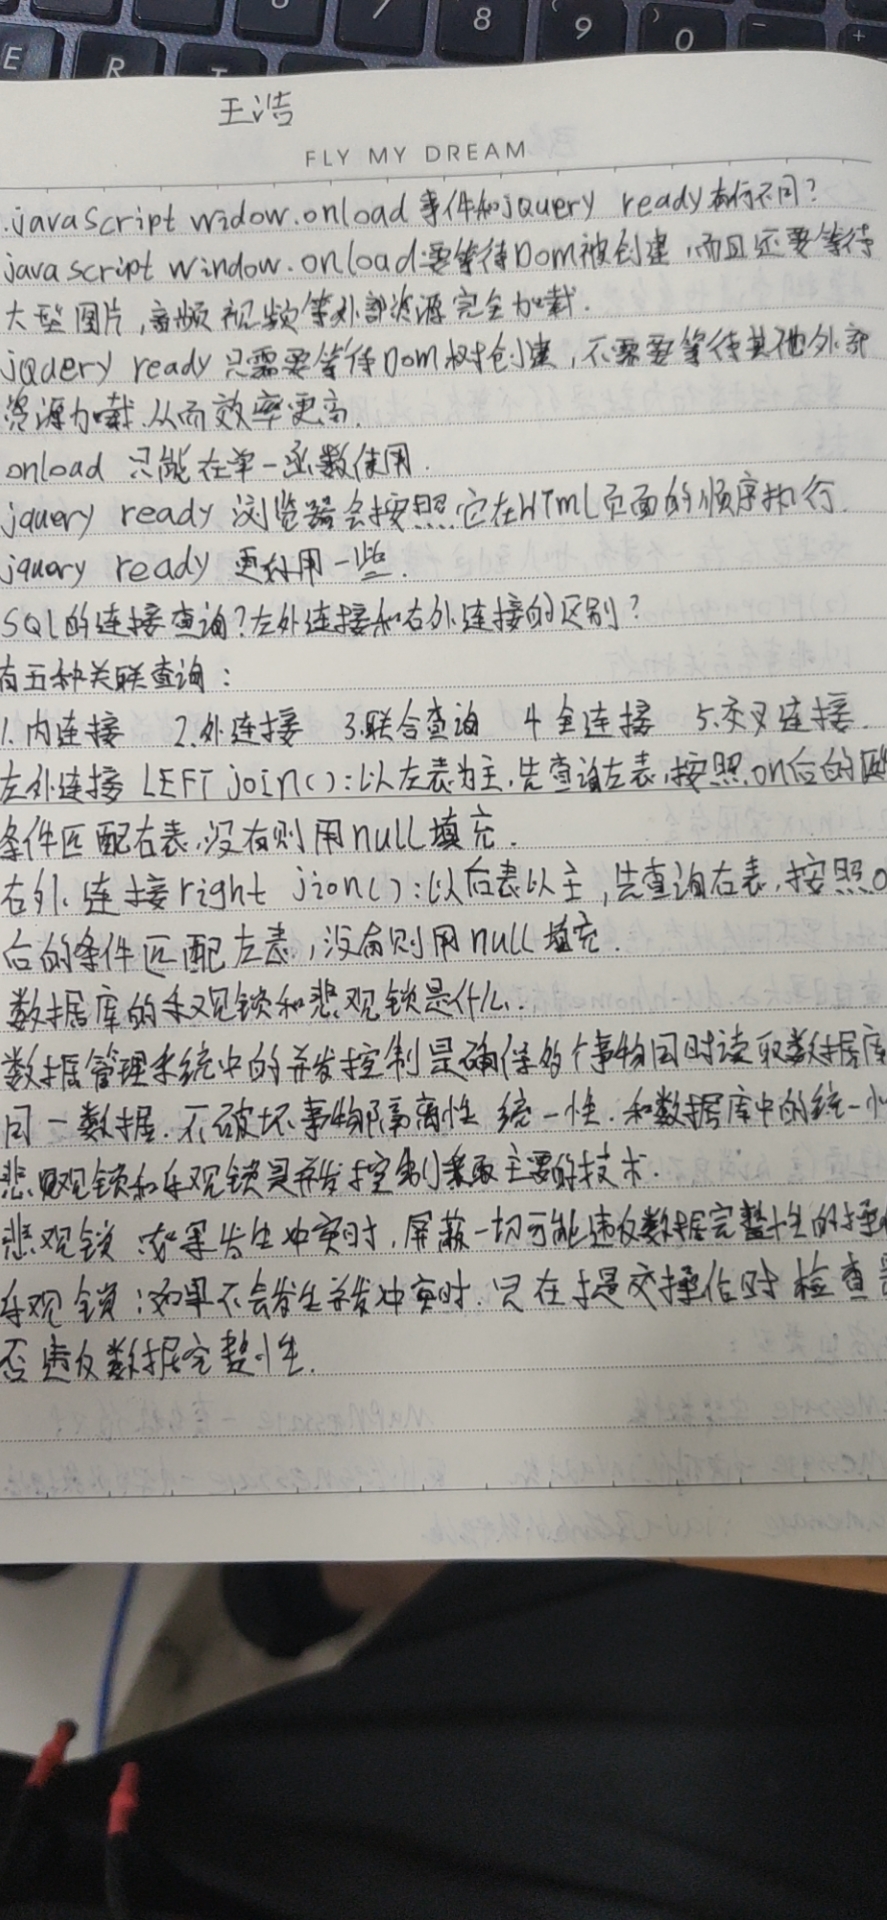 7
8
9
0
E
R
T
王浩
FLY MY DREAM
.javaScript widow.onload 事件和jQuery ready有何不同?
javascript window.onload要等待Dom被创建,而且还要等待
大型图片,音频视频等外部资源完全加载.
jQuery ready 只需要等待Dom树创建,不需要等待其他外部
资源加载.从而效率更高.
onload 只能在单一函数使用.
jquery ready 浏览器会按照它在HTML页面的顺序执行.
jquery ready 更好用一些.
SQL的连接查询?左外连接和右外连接的区别?
有五种关联查询:
1.内连接 2.外连接 3.联合查询 4 全连接 5.交叉连接.
左外连接 LEFT join():以左表为主,先查询左表,按照on后的
条件匹配右表,没有则用null填充.
右外连接right jion():以右表以主,先查询右表,按照o
后的条件匹配左表,没有则用null填充.
数据库的乐观锁和悲观锁是什么.
数据管理系统中的并发控制是确保多个事物同时读取数据库
同一数据.不破坏事物隔离性 统一性.和数据库中的统一性
悲观锁和乐观锁是并发控制采取主要的技术.
悲观锁 如果发生冲突时,屏蔽一切可能违反数据完整性的操
乐观锁:如果不会发生并发冲突时.只在提交操作时检查是
否违反数据完整性.